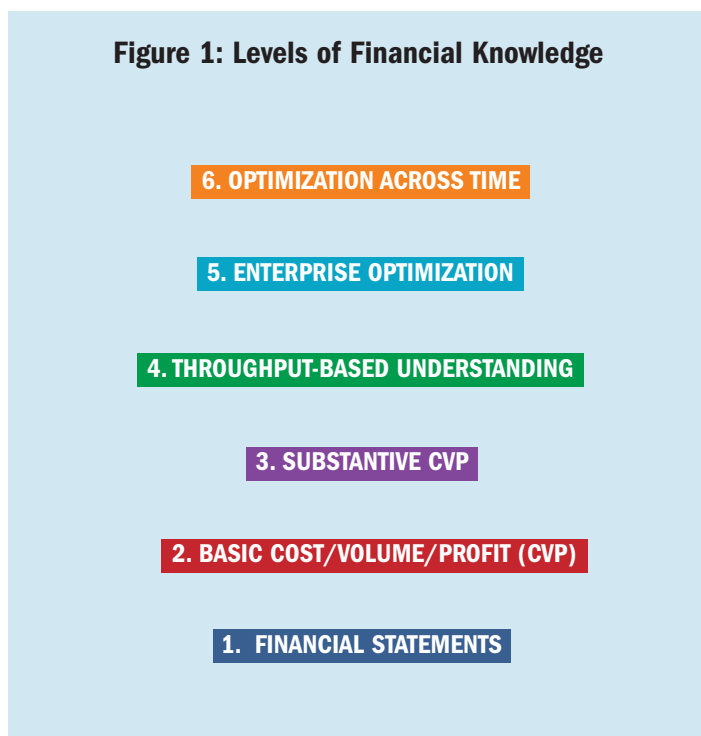 Figure 1: Levels of Financial Knowledge
6. OPTIMIZATION ACROSS TIME
5. ENTERPRISE OPTIMIZATION
4. THROUGHPUT-BASED UNDERSTANDING
3. SUBSTANTIVE CVP
2. BASIC COST/VOLUME/PROFIT (CVP)
1. FINANCIAL STATEMENTS